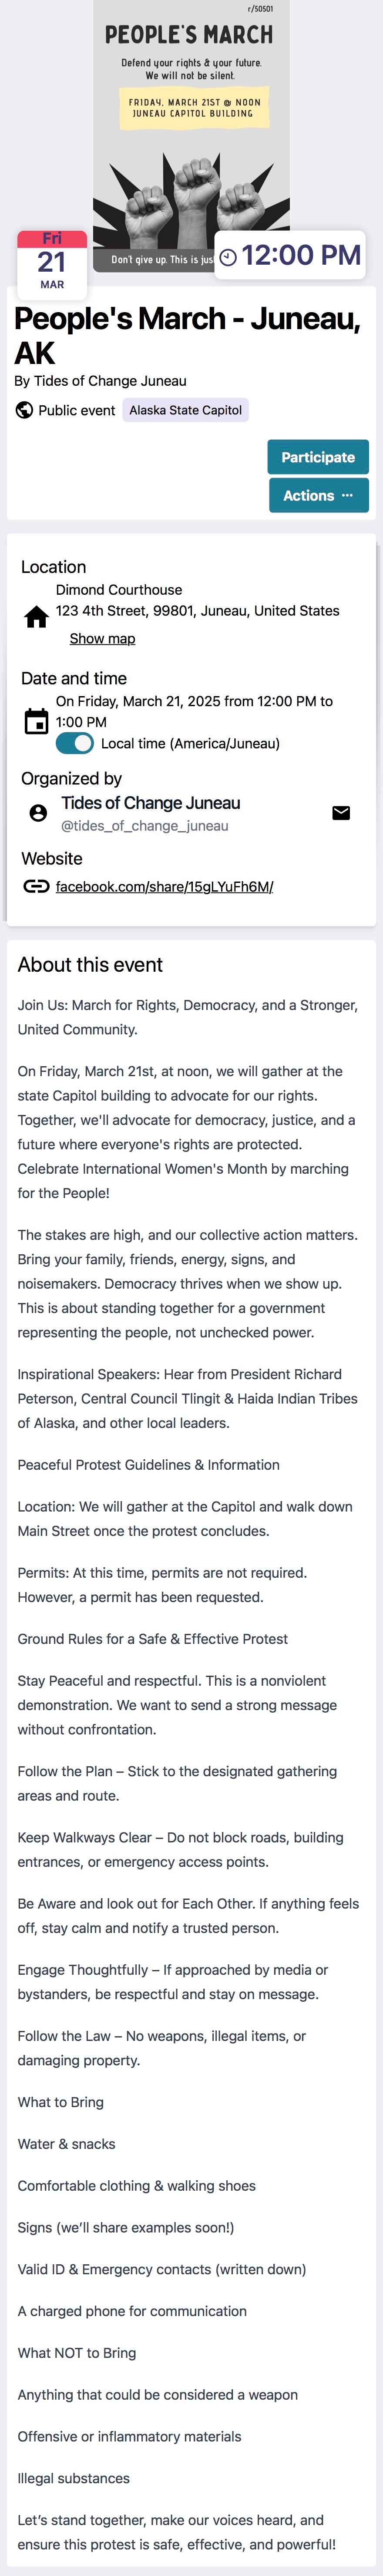 r/50501
PEOPLE'S MARCH
Defend your rights & your future.
We will not be silent.
FRIDAY, MARCH 21ST @ NOON
JUNEAU CAPITOL BUILDING
Don't give up. This is just
Fri
21
MAR
12:00 PM
People's March - Juneau,
AK
By Tides of Change Juneau
Public event Alaska State Capitol
Participate
Actions ···
Location
Dimond Courthouse
123 4th Street, 99801, Juneau, United States
Show map
Date and time
On Friday, March 21, 2025 from 12:00 PM to
1:00 PM
Local time (America/Juneau)
Organized by
Tides of Change Juneau
@tides_of_change_juneau
Website
facebook.com/share/15gLYuFh6M/
About this event
Join Us: March for Rights, Democracy, and a Stronger,
United Community.
On Friday, March 21st, at noon, we will gather at the
state Capitol building to advocate for our rights.
Together, we'll advocate for democracy, justice, and a
future where everyone's rights are protected.
Celebrate International Women's Month by marching
for the People!
The stakes are high, and our collective action matters.
Bring your family, friends, energy, signs, and
noisemakers. Democracy thrives when we show up.
This is about standing together for a government
representing the people, not unchecked power.
Inspirational Speakers: Hear from President Richard
Peterson, Central Council Tlingit & Haida Indian Tribes
of Alaska, and other local leaders.
Peaceful Protest Guidelines & Information
Location: We will gather at the Capitol and walk down
Main Street once the protest concludes.
Permits: At this time, permits are not required.
However, a permit has been requested.
Ground Rules for a Safe & Effective Protest
Stay Peaceful and respectful. This is a nonviolent
demonstration. We want to send a strong message
without confrontation.
Follow the Plan – Stick to the designated gathering
areas and route.
Keep Walkways Clear – Do not block roads, building
entrances, or emergency access points.
Be Aware and look out for Each Other. If anything feels
off, stay calm and notify a trusted person.
Engage Thoughtfully – If approached by media or
bystanders, be respectful and stay on message.
Follow the Law – No weapons, illegal items, or
damaging property.
What to Bring
Water & snacks
Comfortable clothing & walking shoes
Signs (we’ll share examples soon!)
Valid ID & Emergency contacts (written down)
A charged phone for communication
What NOT to Bring
Anything that could be considered a weapon
Offensive or inflammatory materials
Illegal substances
Let’s stand together, make our voices heard, and
ensure this protest is safe, effective, and powerful!